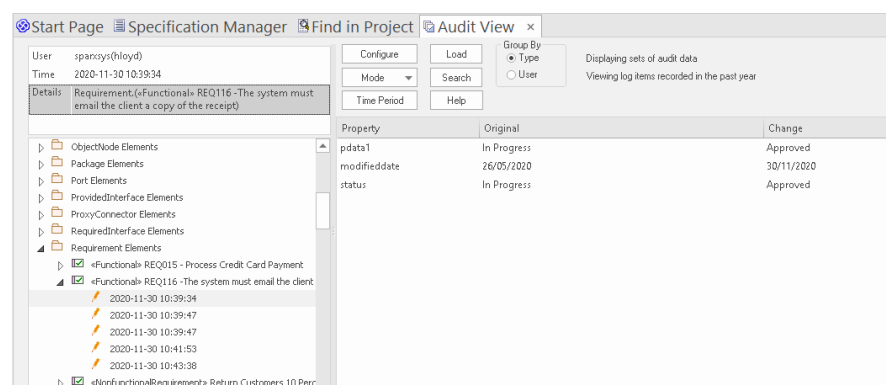 Start Page Specification Manager Find in Project Audit View ×
User sparxsys(hloyd)
Time 2020-11-30 10:39:34
Details Requirement.(«Functional» REQ116 -The system must
email the client a copy of the receipt)
Configure Load
Mode Search
Time Period Help
Group By
Type
User
Displaying sets of audit data
Viewing log items recorded in the past year
Property Original Change
pdata1 In Progress Approved
modifieddate 26/05/2020 30/11/2020
status In Progress Approved
ObjectNode Elements
Package Elements
Port Elements
ProvidedInterface Elements
ProxyConnector Elements
RequiredInterface Elements
Requirement Elements
«Functional» REQ015 - Process Credit Card Payment
«Functional» REQ116 -The system must email the client
2020-11-30 10:39:34
2020-11-30 10:39:47
2020-11-30 10:39:47
2020-11-30 10:41:53
2020-11-30 10:43:38
«NonfunctionalRequirement» Return Customers 10 Perc